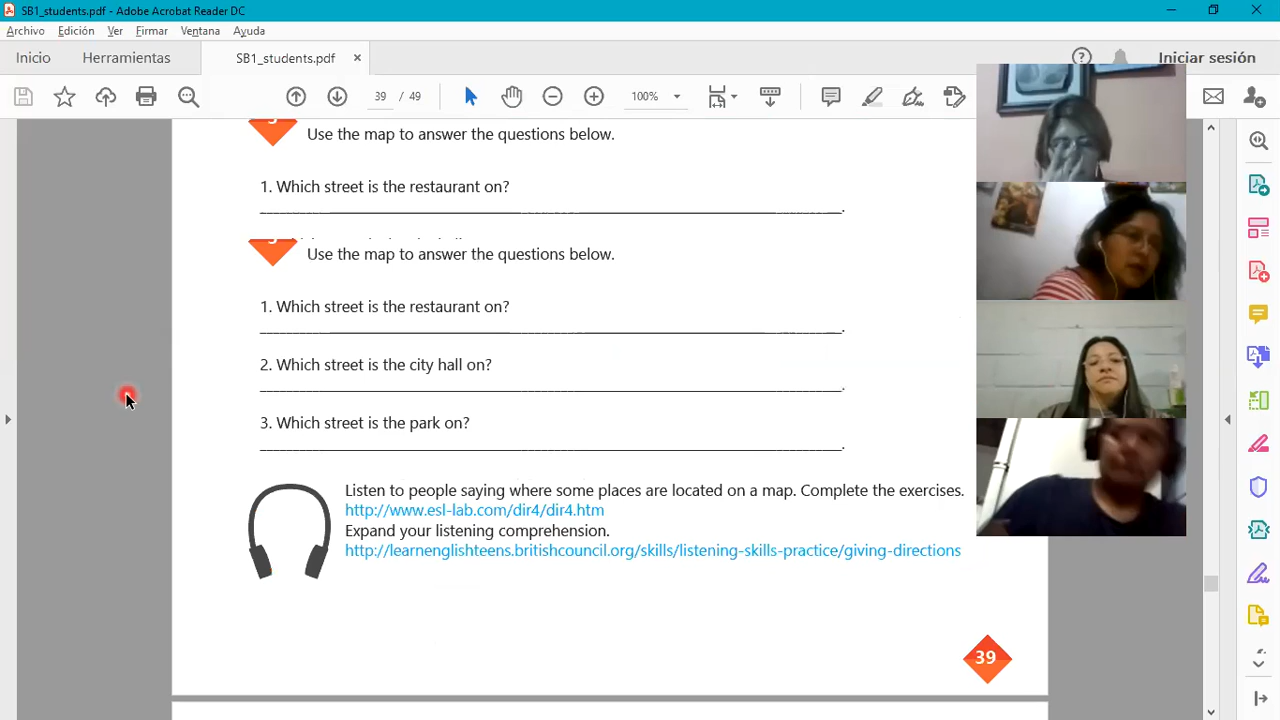 SB1_students.pdf - Adobe Acrobat Reader DC
Archivo Edición Ver Firmar Ventana Ayuda
Inicio Herramientas SB1_students.pdf Iniciar sesión
39 / 49 100%
Use the map to answer the questions below.
1. Which street is the restaurant on?
Use the map to answer the questions below.
1. Which street is the restaurant on?
2. Which street is the city hall on?
3. Which street is the park on?
Listen to people saying where some places are located on a map. Complete the exercises.
http://www.esl-lab.com/dir4/dir4.htm
Expand your listening comprehension.
http://learnenglishteens.britishcouncil.org/skills/listening-skills-practice/giving-directions
39